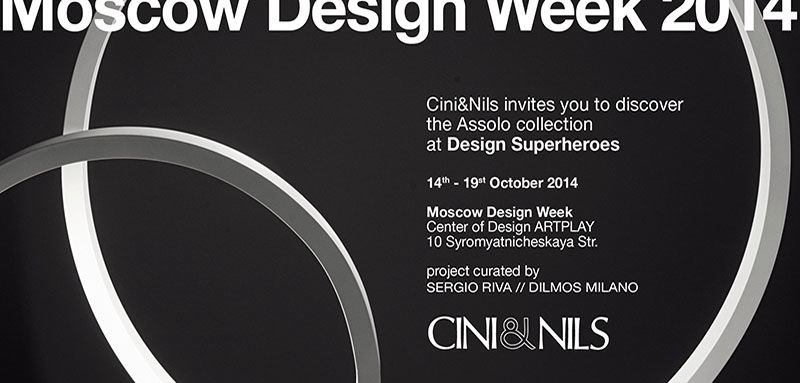 Moscow Design Week 2014
Cini&Nils invites you to discover
the Assolo collection
at Design Superheroes
14th - 19st October 2014
Moscow Design Week
Center of Design ARTPLAY
10 Syromyatnicheskaya Str.
project curated by
SERGIO RIVA // DILMOS MILANO
CINI&NILS